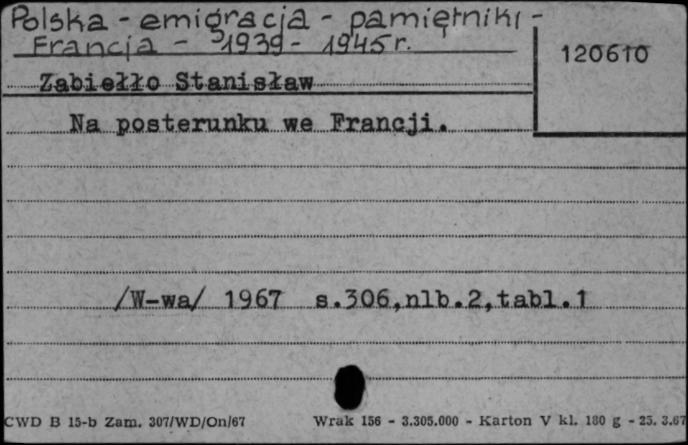 Polska - emigracja - pamiętniki -
Francja - 1939 - 1945 r.
120610
Zabiełło Stanisław
Na posterunku we Francji.
/W-wa/ 1967 s.306,nlb.2,tabl.1
CWD B 15-b Zam. 307/WD/On/67 Wrak 156 - 3.305.000 - Karton V kl. 180 g - 25. 3.67